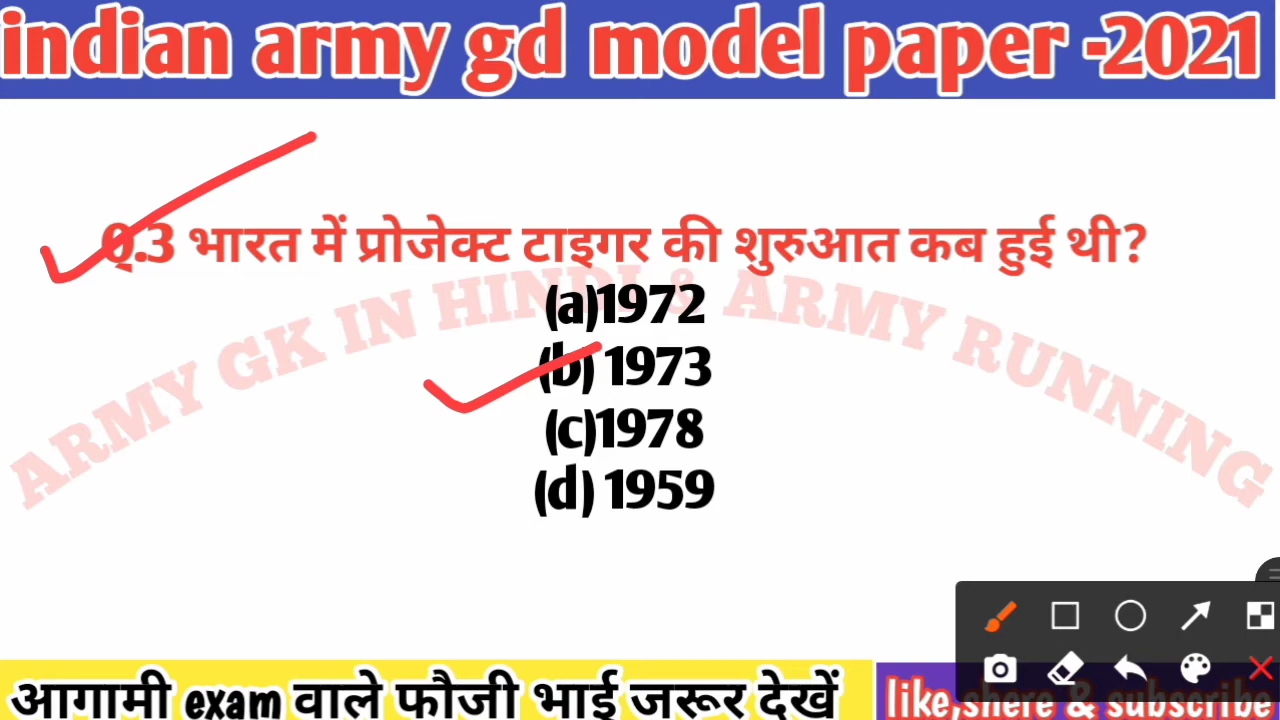 indian army gd model paper -2021
Q.3 भारत में प्रोजेक्ट टाइगर की शुरुआत कब हुई थी?
ARMY GK IN HINDI & ARMY RUNNING
(a)1972
(b) 1973
(c)1978
(d) 1959
आगामी exam वाले फौजी भाई जरूर देखें
like,shere & subscribe